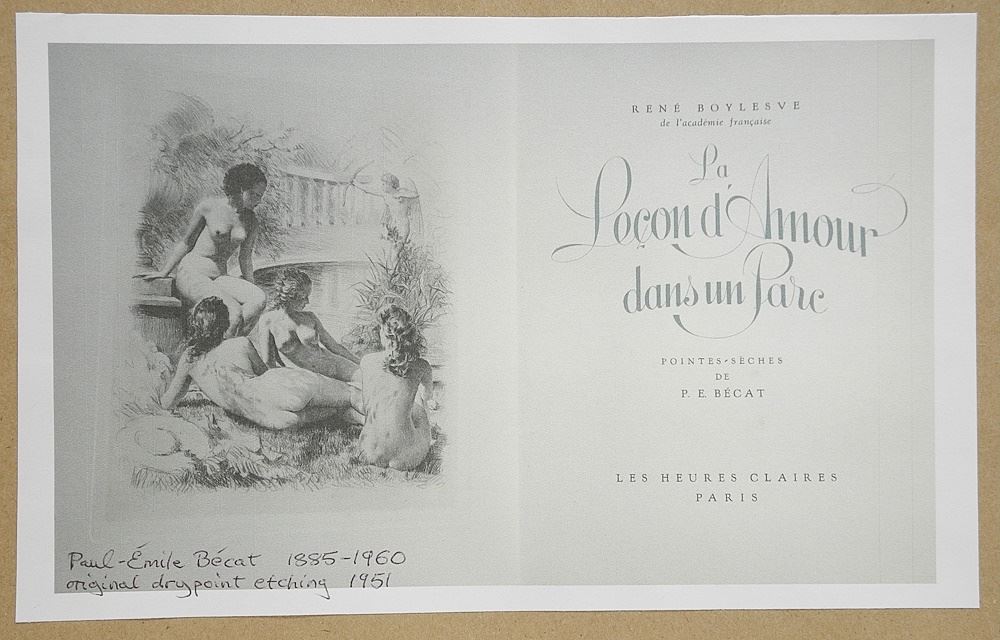 RENÉ BOYLESVE
de l'académie française
La
Leçon d'Amour
dans un Parc
POINTES-SÈCHES
DE
P. E. BÉCAT
LES HEURES CLAIRES
PARIS
Paul-Émile Bécat 1885-1960
original drypoint etching 1951